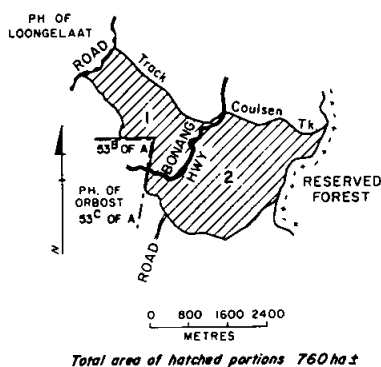 PH OF
LOONGELAAT
ROAD
Track
1
BONANG
HWY
Coulsen
Tk
53B OF A
2
PH. OF
ORBOST
53C OF A
RESERVED
FOREST
N
ROAD
0 800 1600 2400
METRES
Total area of hatched portions 760 ha ±